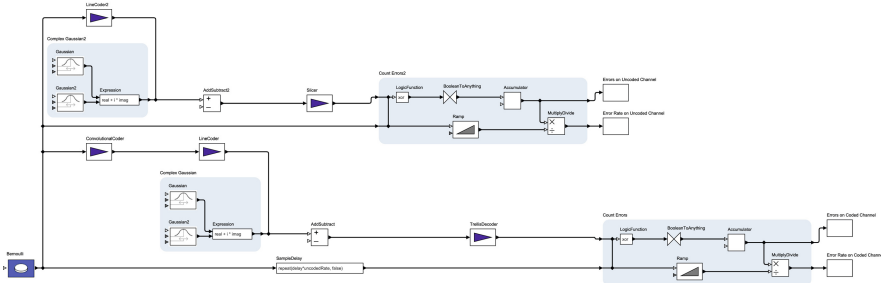 LineCoder2
Complex Gaussian2
Gaussian
Gaussian2
Expression
real + i * imag
AddSubtract2
+
−
Slicer
Count Errors2
LogicFunction
xor
BooleanToAnything
Accumulator
Ramp
MultiplyDivide
×
÷
Errors on Uncoded Channel
Error Rate on Uncoded Channel
ConvolutionalCoder
LineCoder
Complex Gaussian
Gaussian
Gaussian2
Expression
real + i * imag
AddSubtract
+
−
TrellisDecoder
Count Errors
LogicFunction
xor
BooleanToAnything
Accumulator
Ramp
MultiplyDivide
×
÷
Errors on Coded Channel
Error Rate on Coded Channel
Bernoulli
SampleDelay
repeat(delay*uncodedRate, false)